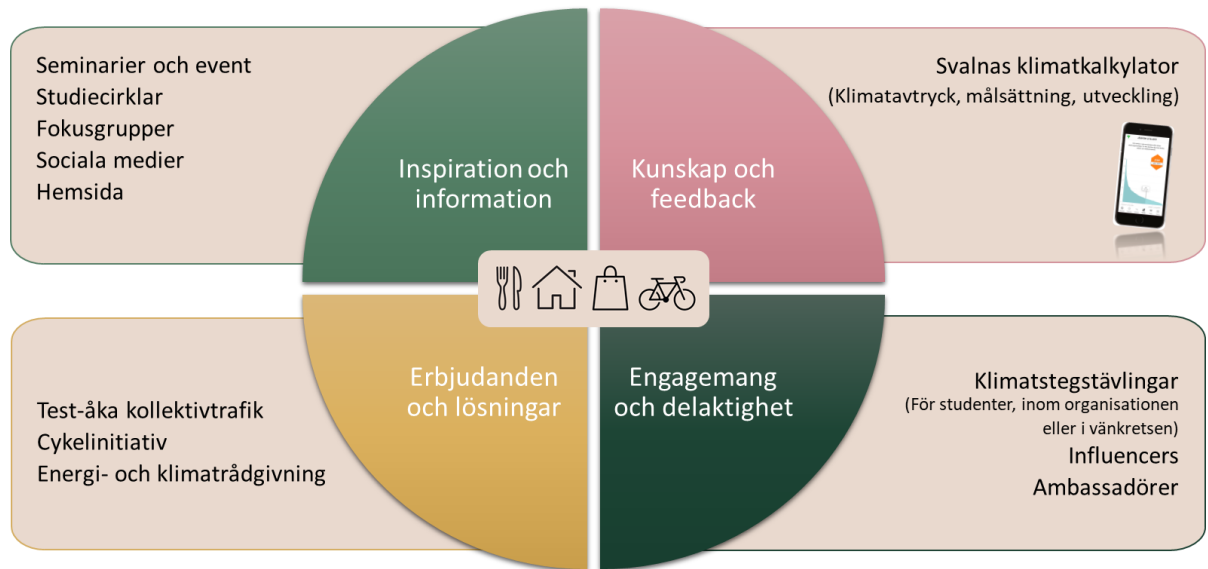 Seminarier och event
Studiecirklar
Fokusgrupper
Sociala medier
Hemsida
Inspiration och
information
Kunskap och
feedback
Svalnas klimatkalkylator
(Klimatavtryck, målsättning, utveckling)
Test-åka kollektivtrafik
Cykelinitiativ
Energi- och klimatrådgivning
Erbjudanden
och lösningar
Engagemang
och delaktighet
Klimatstegstävlingar
(För studenter, inom organisationen
eller i vänkretsen)
Influencers
Ambassadörer